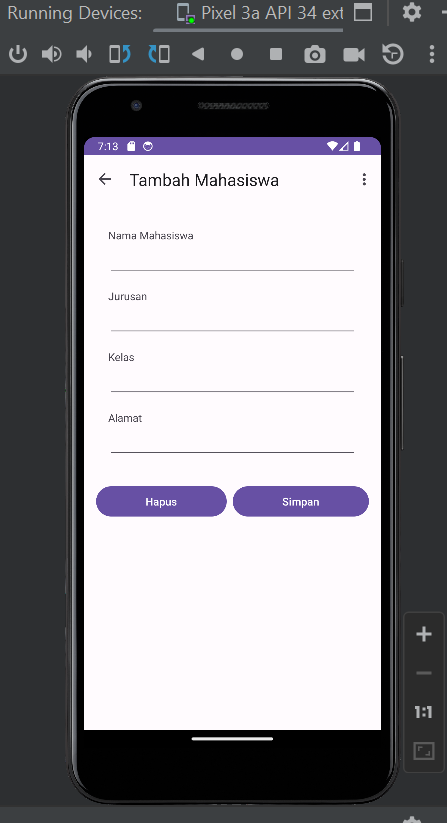 Running Devices:
Pixel 3a API 34 ext
7:13
Tambah Mahasiswa
Nama Mahasiswa
Jurusan
Kelas
Alamat
Hapus
Simpan
1:1